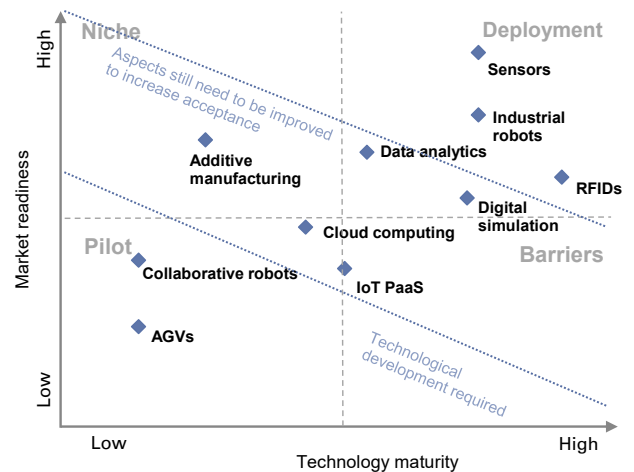 High
Niche
Deployment
Aspects still need to be improved
to increase acceptance
Sensors
Industrial
robots
Data analytics
Additive
manufacturing
RFIDs
Digital
simulation
Market readiness
Cloud computing
Pilot
Barriers
Collaborative robots
IoT PaaS
AGVs
Technological
development required
Low
Low
High
Technology maturity